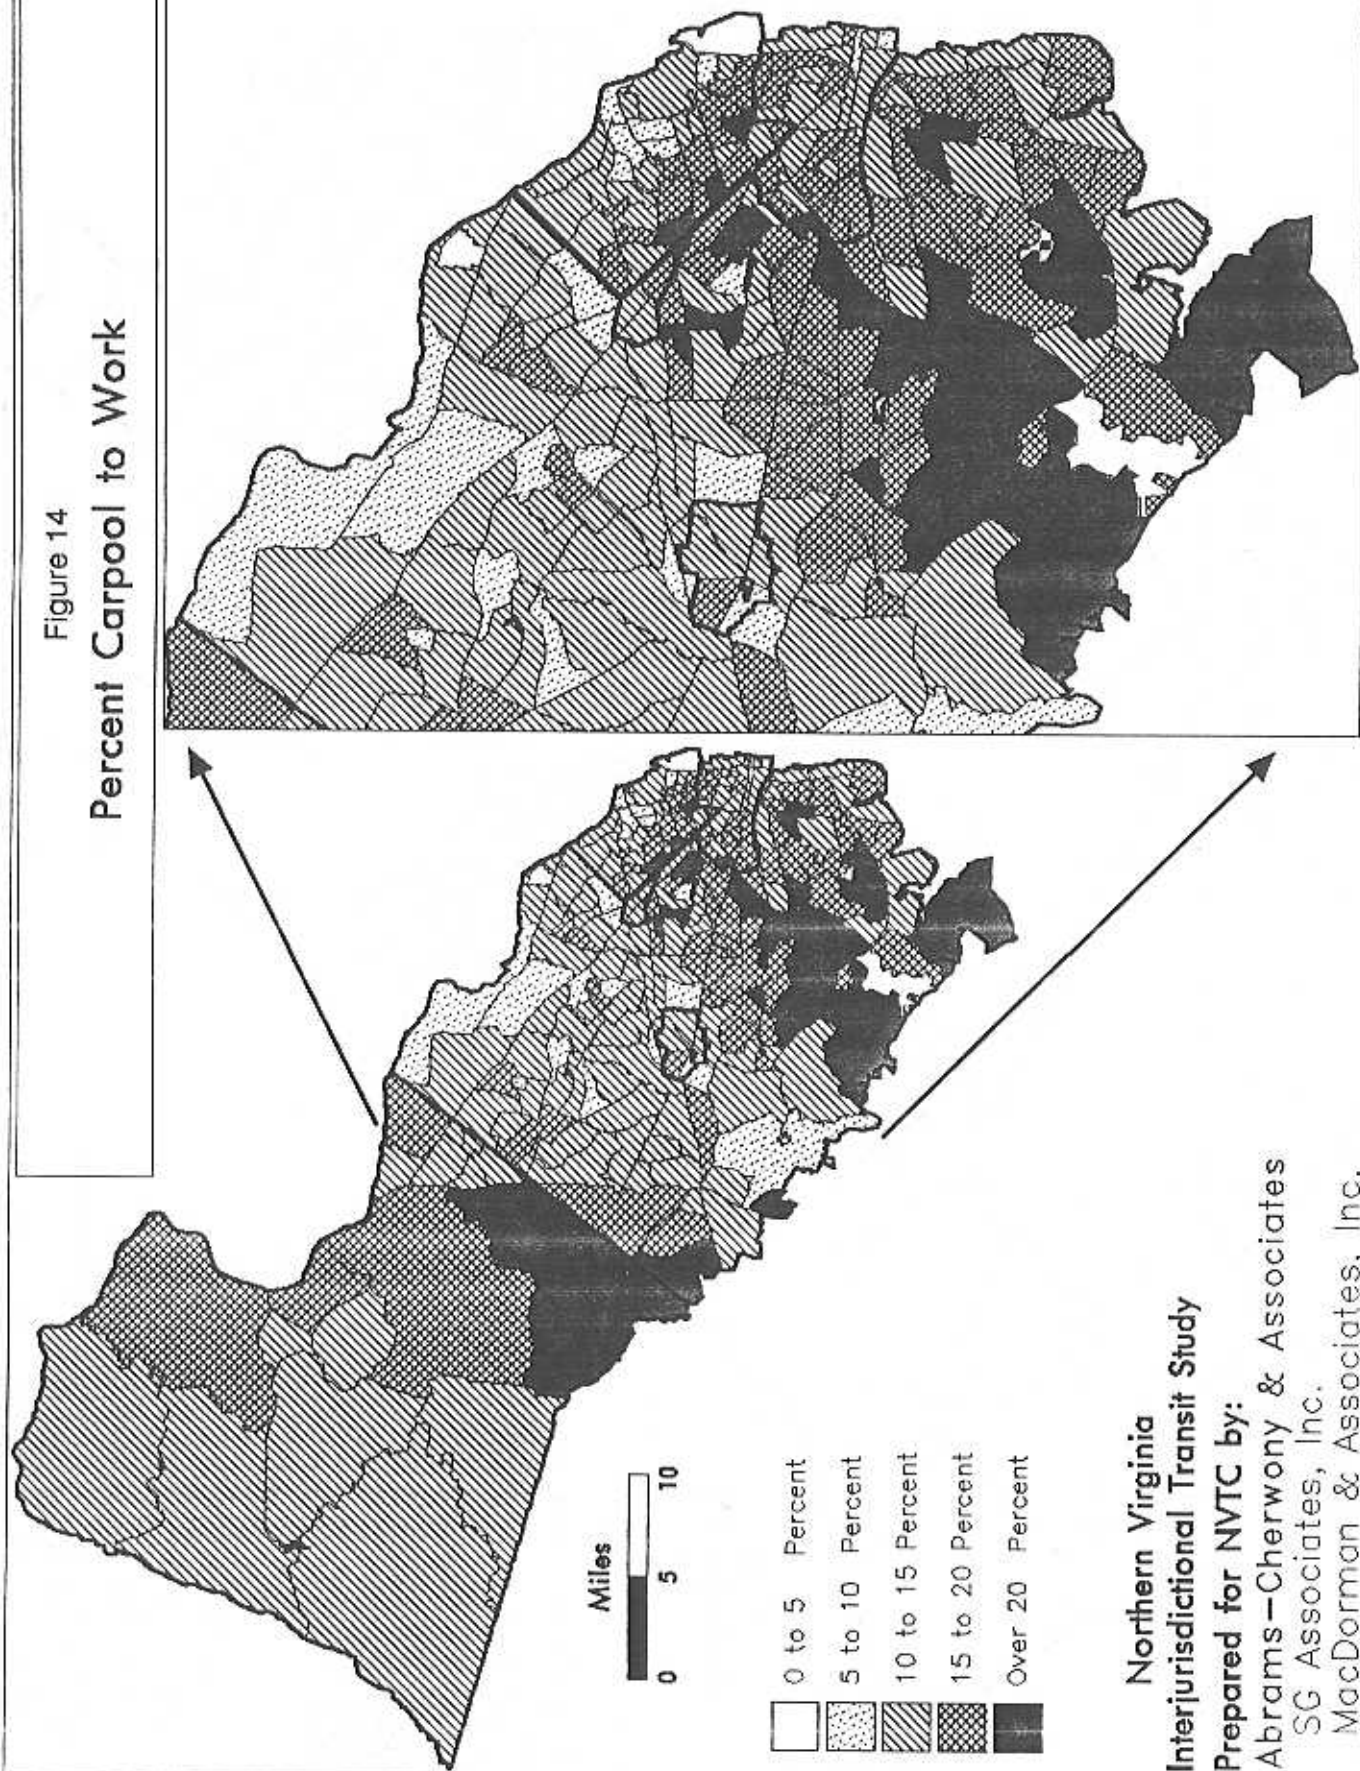 Figure 14
Percent Carpool to Work
Miles
0 5 10
0 to 5 Percent
5 to 10 Percent
10 to 15 Percent
15 to 20 Percent
Over 20 Percent
Northern Virginia
Interjurisdictional Transit Study
Prepared for NVTC by:
Abrams-Cherwony & Associates
SG Associates, Inc.
MacDorman & Associates, Inc.